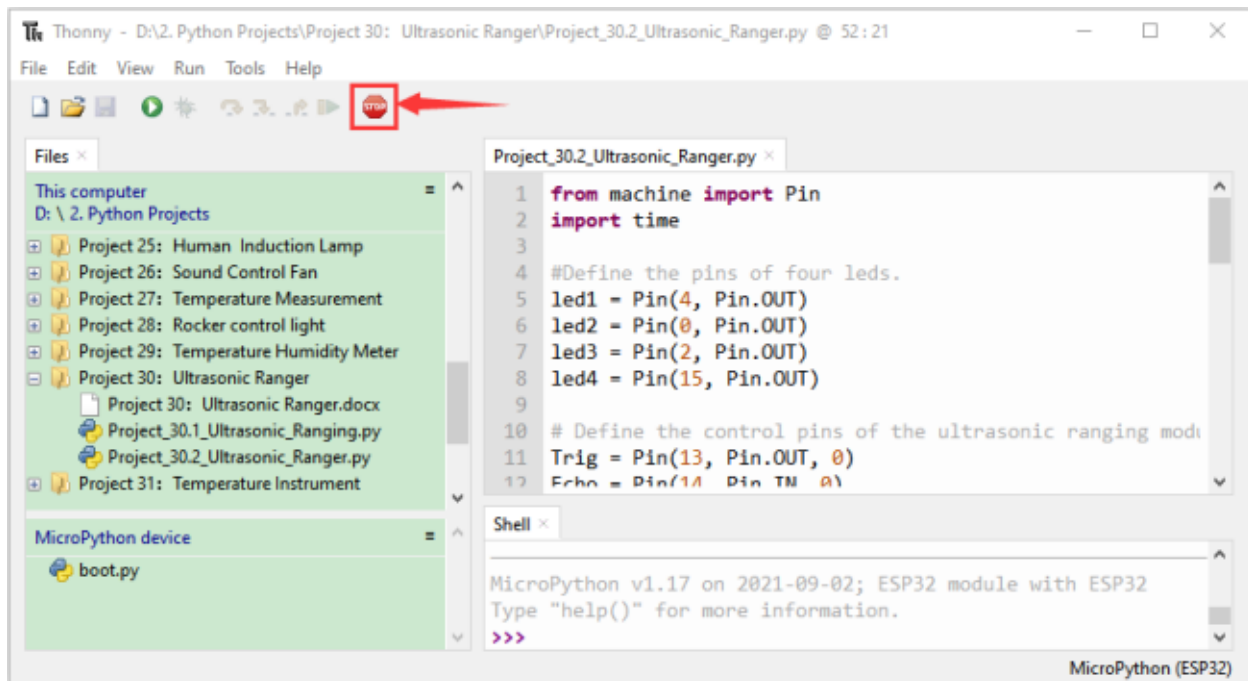 Thonny - D:\2. Python Projects\Project 30: Ultrasonic Ranger\Project_30.2_Ultrasonic_Ranger.py @ 52:21
File Edit View Run Tools Help
STOP
Files
This computer
D: \ 2. Python Projects
Project 25: Human Induction Lamp
Project 26: Sound Control Fan
Project 27: Temperature Measurement
Project 28: Rocker control light
Project 29: Temperature Humidity Meter
Project 30: Ultrasonic Ranger
Project 30: Ultrasonic Ranger.docx
Project_30.1_Ultrasonic_Ranging.py
Project_30.2_Ultrasonic_Ranger.py
Project 31: Temperature Instrument
MicroPython device
boot.py
Project_30.2_Ultrasonic_Ranger.py
1 from machine import Pin
2 import time
3
4 #Define the pins of four leds.
5 led1 = Pin(4, Pin.OUT)
6 led2 = Pin(0, Pin.OUT)
7 led3 = Pin(2, Pin.OUT)
8 led4 = Pin(15, Pin.OUT)
9
10 # Define the control pins of the ultrasonic ranging modu
11 Trig = Pin(13, Pin.OUT, 0)
12 Echo = Pin(14, Pin.IN, 0)
Shell
MicroPython v1.17 on 2021-09-02; ESP32 module with ESP32
Type "help()" for more information.
>>>
MicroPython (ESP32)